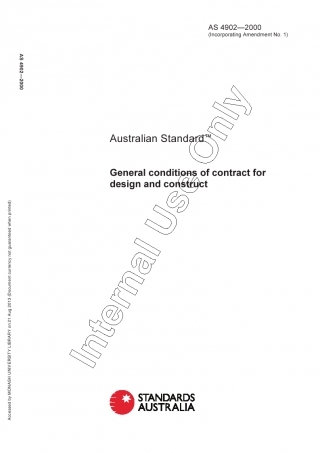 AS 4902—2000
(Incorporating Amendment No. 1)
AS 4902—2000
Australian Standard™
General conditions of contract for
design and construct
Internal Use Only
Accessed by MONASH UNIVERSITY LIBRARY on 21 Aug 2013 (Document currency not guaranteed when printed)
STANDARDS
AUSTRALIA